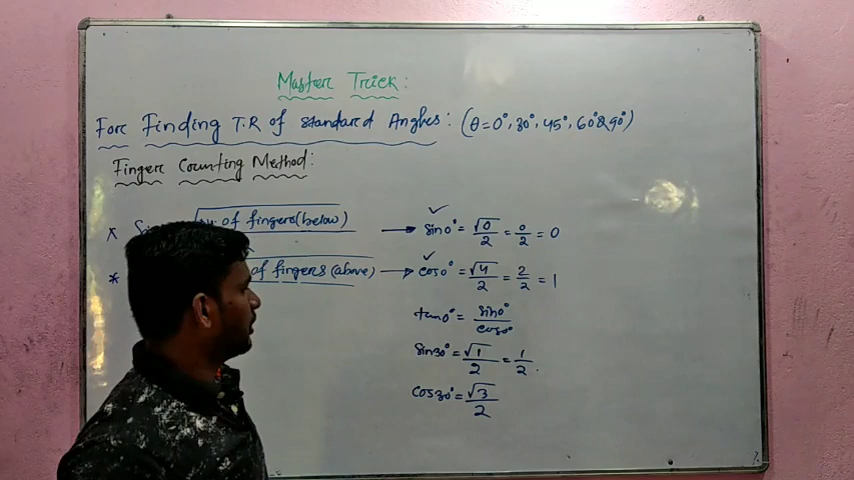 Master Trick:
For Finding T.R of standard Angles: (θ=0°, 30°, 45°, 60° & 90°)
Finger Counting Method:
* Sin √no. of fingers (below) → sin0° = √0/2 = 0/2 = 0
* of fingers (above) → cos0° = √4/2 = 2/2 = 1
tan0° = sin0°/cos0°
sin30° = √1/2 = 1/2.
cos30° = √3/2